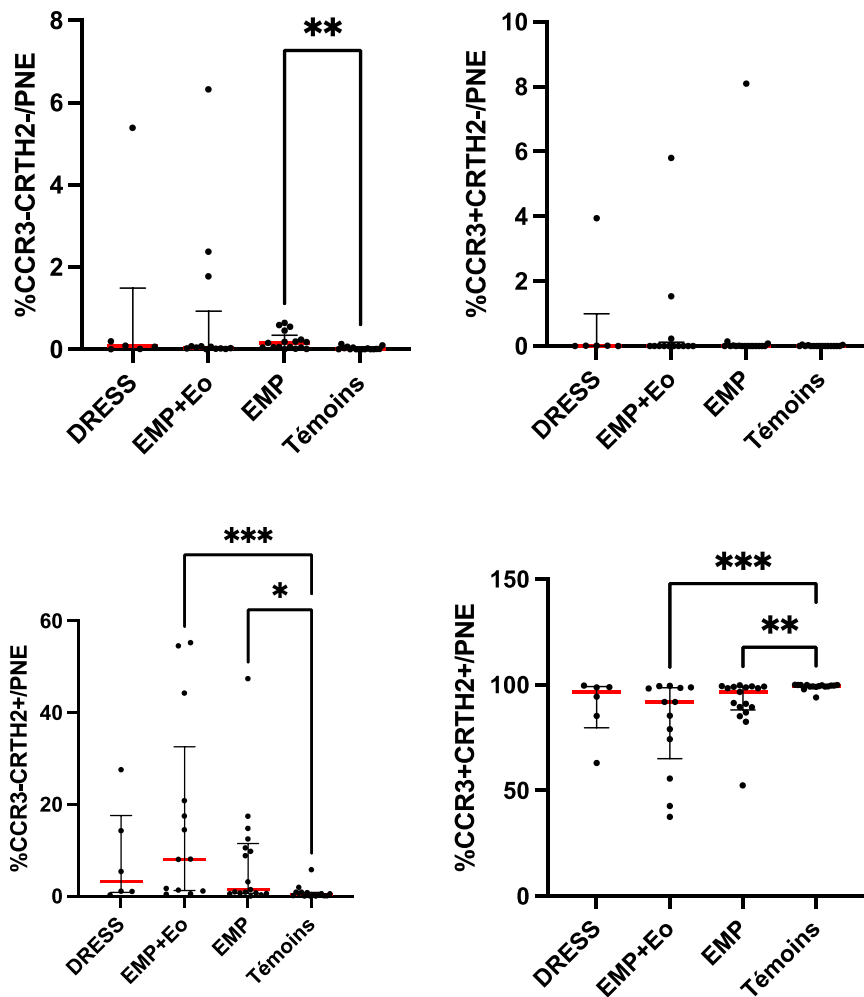 %CCR3-CRTH2-/PNE
8
6
4
2
0
**
DRESS
EMP+Eo
EMP
Témoins
%CCR3+CRTH2-/PNE
10
8
6
4
2
0
DRESS
EMP+Eo
EMP
Témoins
%CCR3-CRTH2+/PNE
60
40
20
0
***
*
DRESS
EMP+Eo
EMP
Témoins
%CCR3+CRTH2+/PNE
150
100
50
0
***
**
DRESS
EMP+Eo
EMP
Témoins